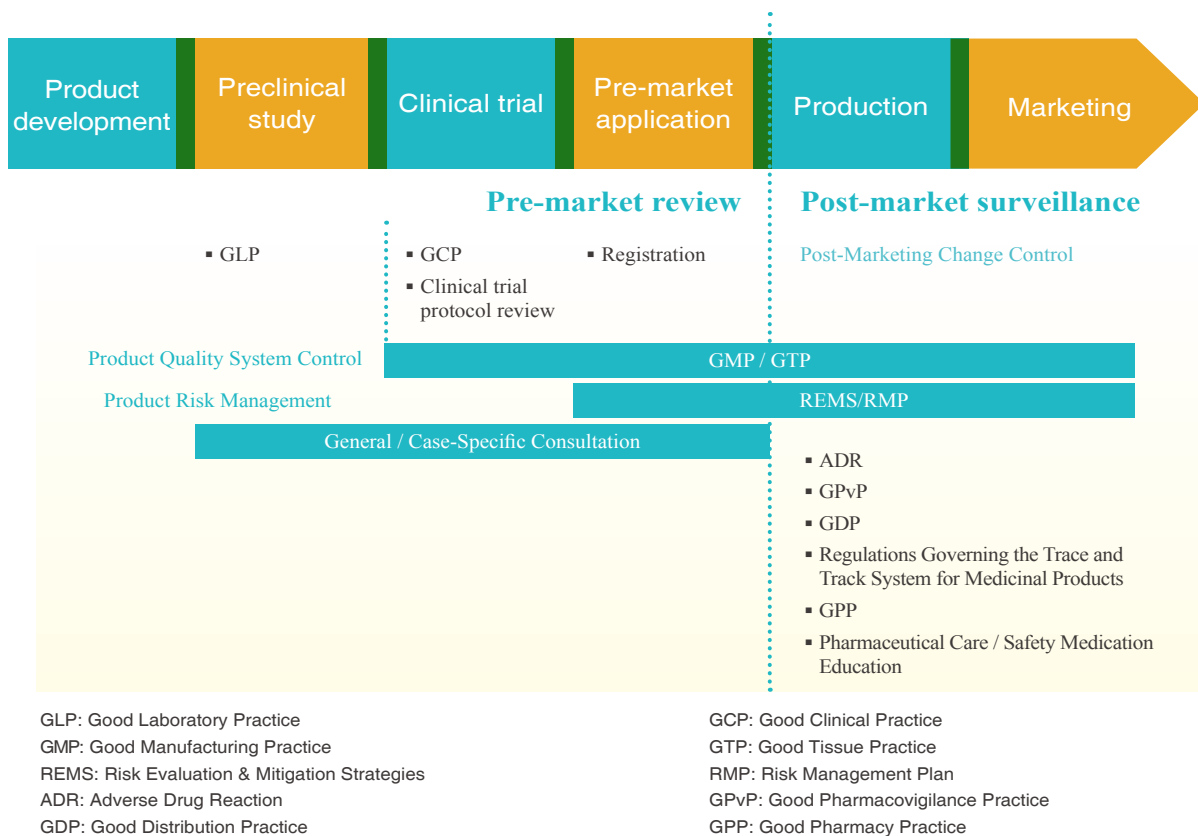 Product
development
Preclinical
study
Clinical trial
Pre-market
application
Production
Marketing
Pre-market review
Post-market surveillance
▪ GLP
▪ GCP
▪ Clinical trial
protocol review
▪ Registration
Post-Marketing Change Control
Product Quality System Control
GMP / GTP
Product Risk Management
REMS/RMP
General / Case-Specific Consultation
▪ ADR
▪ GPvP
▪ GDP
▪ Regulations Governing the Trace and
Track System for Medicinal Products
▪ GPP
▪ Pharmaceutical Care / Safety Medication
Education
GLP: Good Laboratory Practice
GMP: Good Manufacturing Practice
REMS: Risk Evaluation & Mitigation Strategies
ADR: Adverse Drug Reaction
GDP: Good Distribution Practice
GCP: Good Clinical Practice
GTP: Good Tissue Practice
RMP: Risk Management Plan
GPvP: Good Pharmacovigilance Practice
GPP: Good Pharmacy Practice